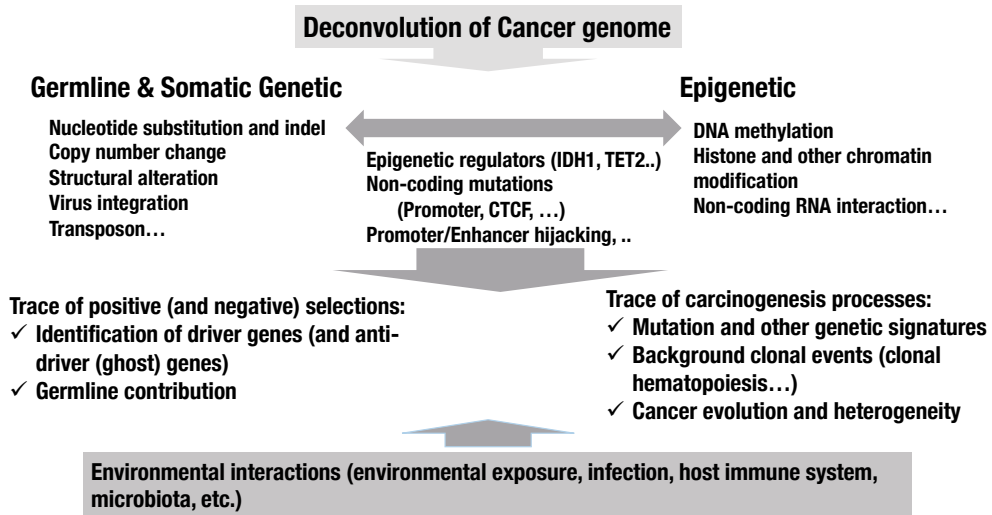 Deconvolution of Cancer genome
Germline & Somatic Genetic
Nucleotide substitution and indel
Copy number change
Structural alteration
Virus integration
Transposon…
Epigenetic regulators (IDH1, TET2..)
Non-coding mutations
(Promoter, CTCF, …)
Promoter/Enhancer hijacking, ..
Epigenetic
DNA methylation
Histone and other chromatin
modification
Non-coding RNA interaction…
Trace of positive (and negative) selections:
✓ Identification of driver genes (and anti-
driver (ghost) genes)
✓ Germline contribution
Trace of carcinogenesis processes:
✓ Mutation and other genetic signatures
✓ Background clonal events (clonal
hematopoiesis…)
✓ Cancer evolution and heterogeneity
Environmental interactions (environmental exposure, infection, host immune system,
microbiota, etc.)